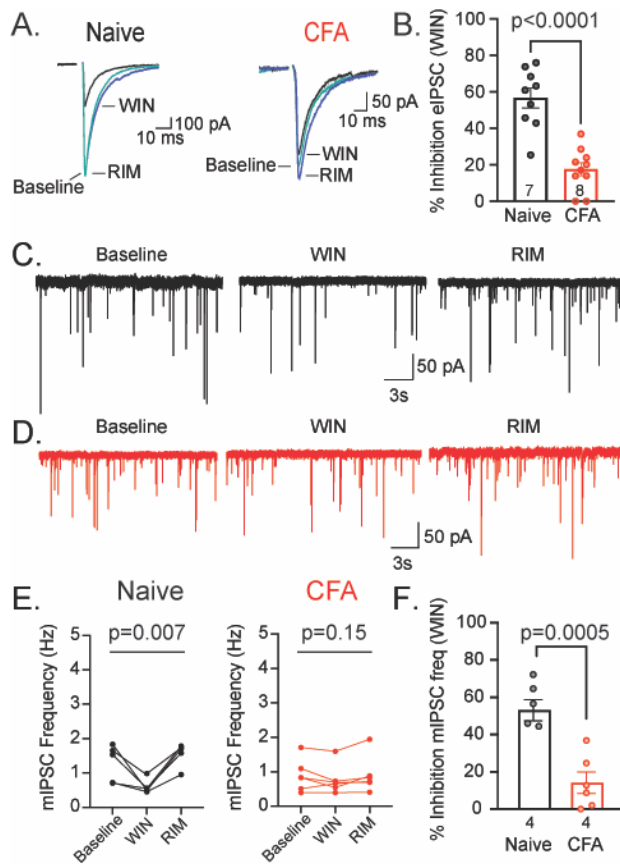 A.
Naive
CFA
WIN
100 pA
10 ms
Baseline
RIM
50 pA
10 ms
WIN
Baseline
RIM
B.
p<0.0001
% Inhibition eIPSC (WIN)
100
80
60
40
20
0
7
8
Naive
CFA
C.
Baseline
WIN
RIM
50 pA
3s
D.
Baseline
WIN
RIM
50 pA
3s
E.
Naive
mIPSC Frequency (Hz)
p=0.007
5
4
3
2
1
0
Baseline
WIN
RIM
CFA
mIPSC Frequency (Hz)
p=0.15
5
4
3
2
1
0
Baseline
WIN
RIM
F.
% Inhibition mIPSC freq (WIN)
p=0.0005
100
80
60
40
20
0
4
4
Naive
CFA